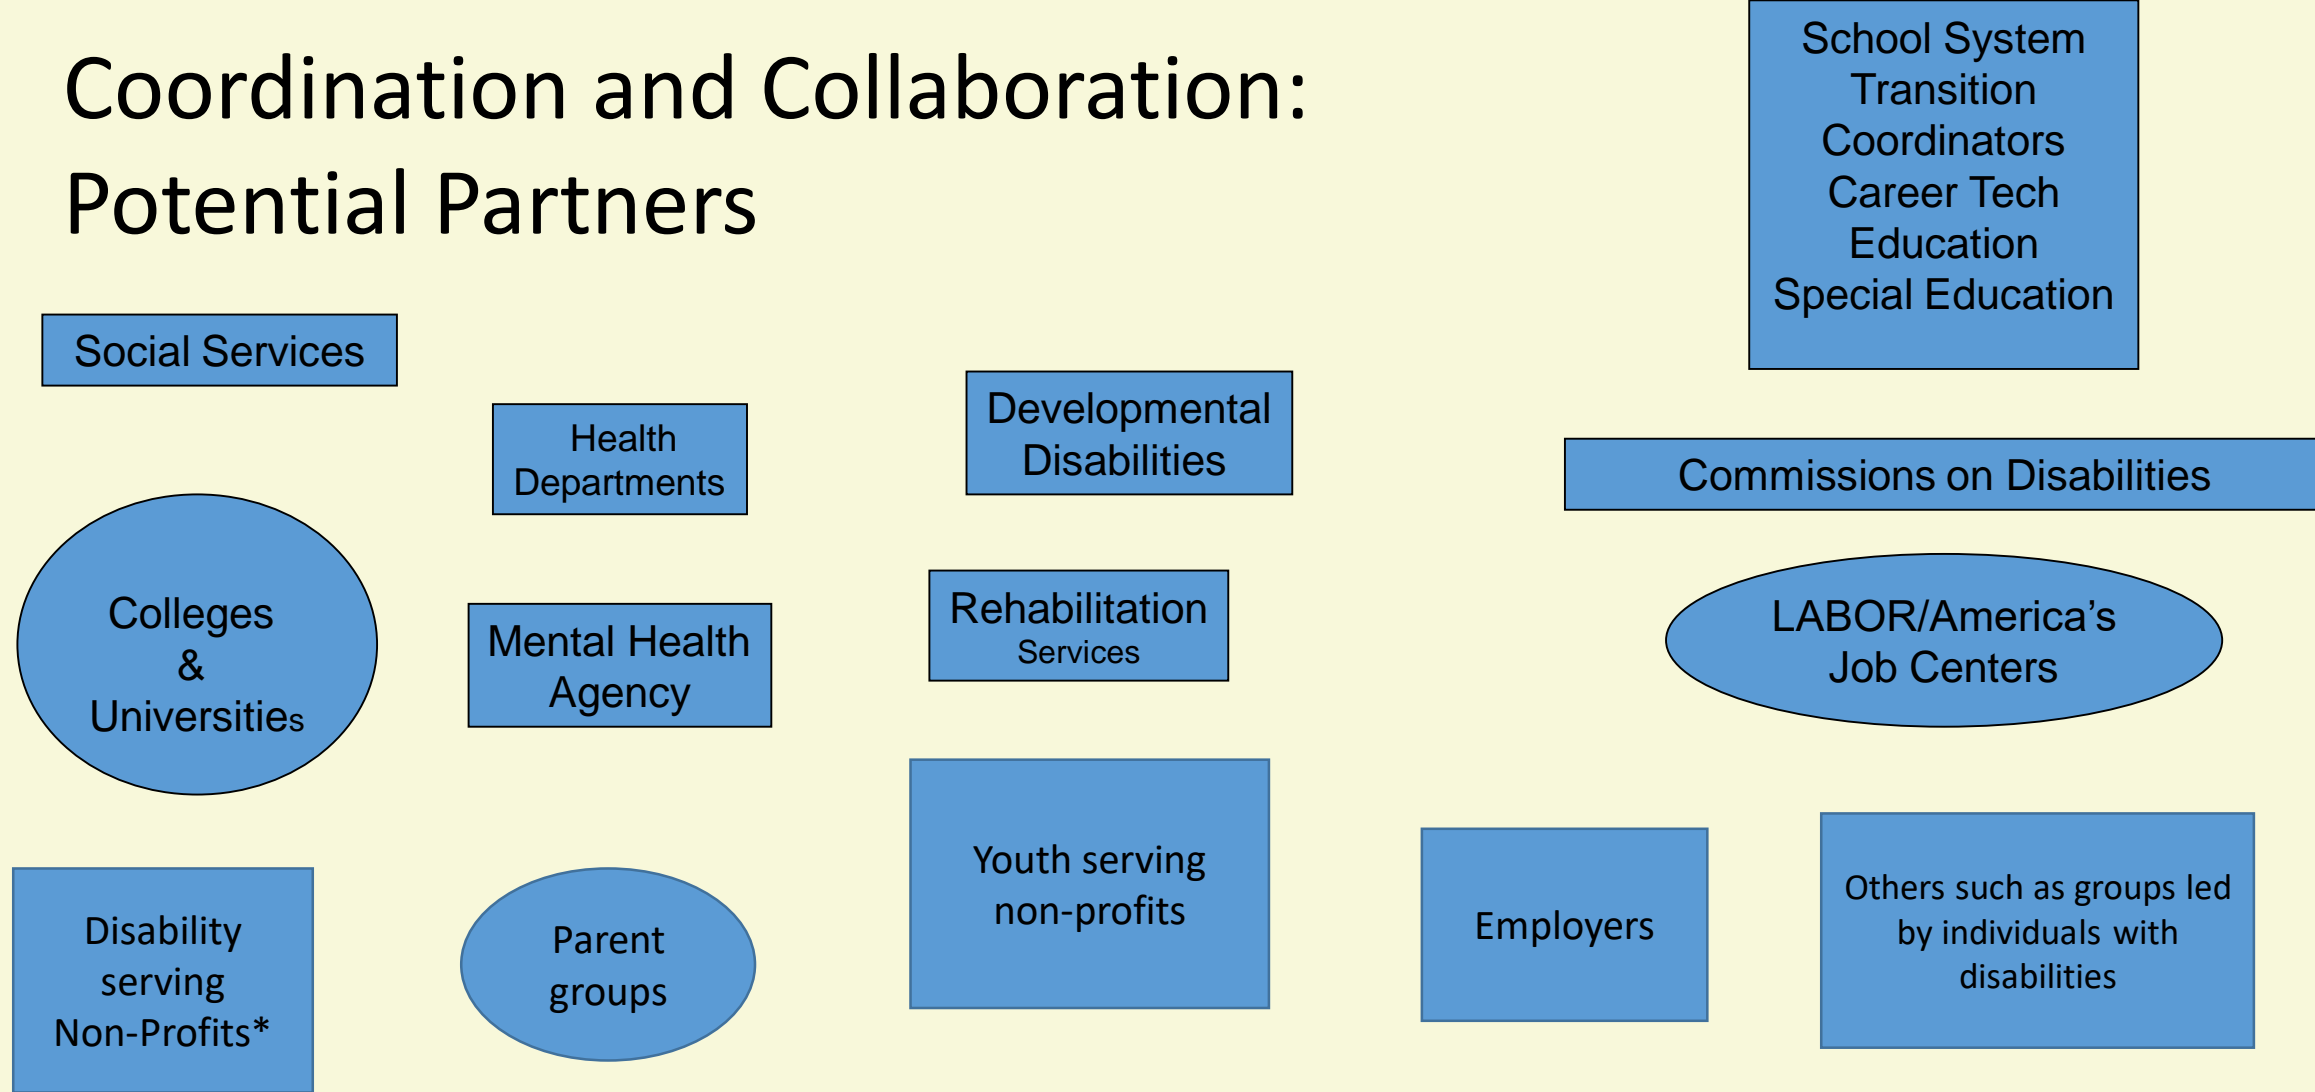 Coordination and Collaboration:
Potential Partners
School System
Transition
Coordinators
Career Tech
Education
Special Education
Social Services
Health
Departments
Developmental
Disabilities
Commissions on Disabilities
Colleges
&
Universities
Mental Health
Agency
Rehabilitation
Services
LABOR/America’s
Job Centers
Disability
serving
Non-Profits*
Parent
groups
Youth serving
non-profits
Employers
Others such as groups led
by individuals with
disabilities